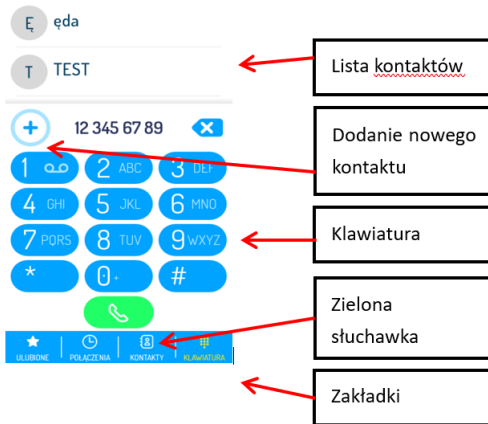 Ę ęda
T TEST
12 345 67 89
1
2 ABC
3 DEF
4 GHI
5 JKL
6 MNO
7 PQRS
8 TUV
9 WXYZ
*
0 +
#
ULUBIONE
POŁĄCZENIA
KONTAKTY
KLAWIATURA
Lista kontaktów
Dodanie nowego
kontaktu
Klawiatura
Zielona
słuchawka
Zakładki